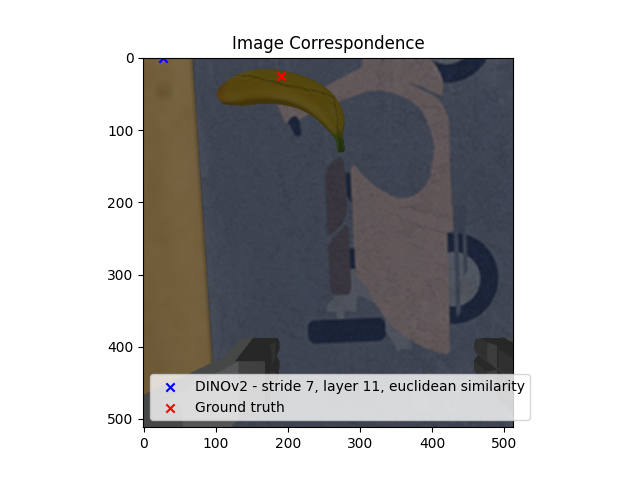 Image Correspondence
0
100
200
300
400
500
DINOv2 - stride 7, layer 11, euclidean similarity
Ground truth
0 100 200 300 400 500